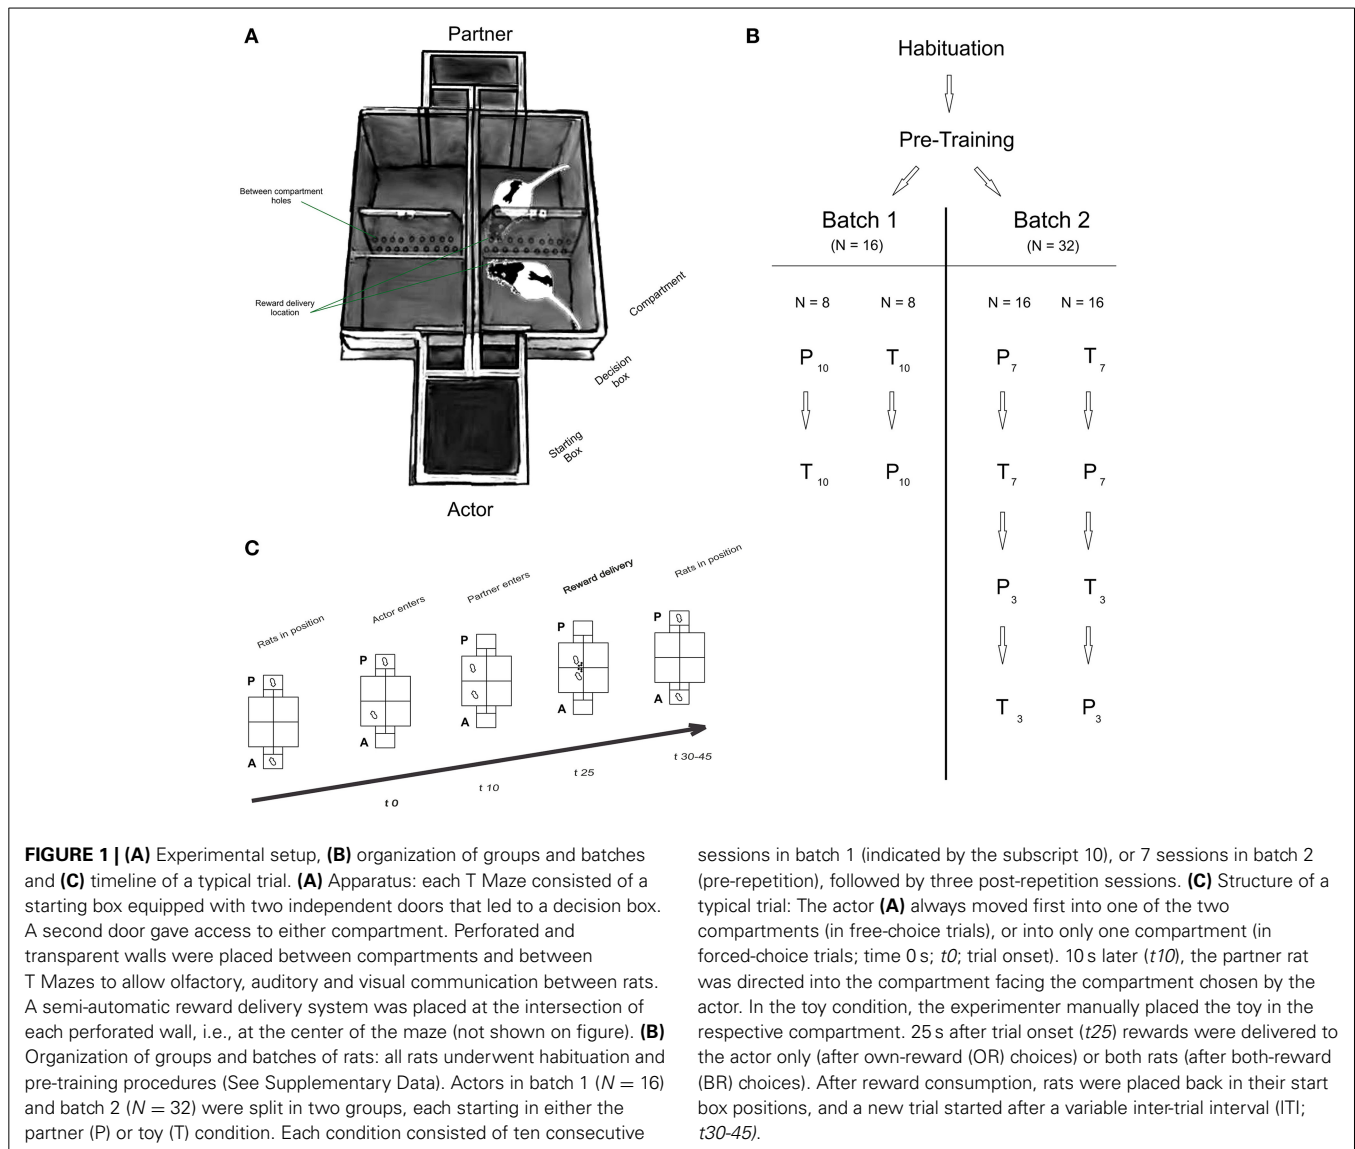 A
Partner
Between compartment
holes
Reward delivery
location
Compartment
Decision
box
Starting
Box
Actor
B
Habituation
Pre-Training
Batch 1
(N = 16)
Batch 2
(N = 32)
N = 8
N = 8
N = 16
N = 16
P 10
T 10
P 7
T 7
T 10
P 10
T 7
P 7
P 3
T 3
T 3
P 3
C
Rats in position
Actor enters
Partner enters
Reward delivery
Rats in position
P
P
P
P
P
A
A
A
A
A
t 0
t 10
t 25
t 30-45
FIGURE 1 | (A) Experimental setup, (B) organization of groups and batches
and (C) timeline of a typical trial. (A) Apparatus: each T Maze consisted of a
starting box equipped with two independent doors that led to a decision box.
A second door gave access to either compartment. Perforated and
transparent walls were placed between compartments and between
T Mazes to allow olfactory, auditory and visual communication between rats.
A semi-automatic reward delivery system was placed at the intersection of
each perforated wall, i.e., at the center of the maze (not shown on figure). (B)
Organization of groups and batches of rats: all rats underwent habituation and
pre-training procedures (See Supplementary Data). Actors in batch 1 (N = 16)
and batch 2 (N = 32) were split in two groups, each starting in either the
partner (P) or toy (T) condition. Each condition consisted of ten consecutive
sessions in batch 1 (indicated by the subscript 10), or 7 sessions in batch 2
(pre-repetition), followed by three post-repetition sessions. (C) Structure of a
typical trial: The actor (A) always moved first into one of the two
compartments (in free-choice trials), or into only one compartment (in
forced-choice trials; time 0 s; t0; trial onset). 10 s later (t10), the partner rat
was directed into the compartment facing the compartment chosen by the
actor. In the toy condition, the experimenter manually placed the toy in the
respective compartment. 25 s after trial onset (t25) rewards were delivered to
the actor only (after own-reward (OR) choices) or both rats (after both-reward
(BR) choices). After reward consumption, rats were placed back in their start
box positions, and a new trial started after a variable inter-trial interval (ITI;
t30-45).